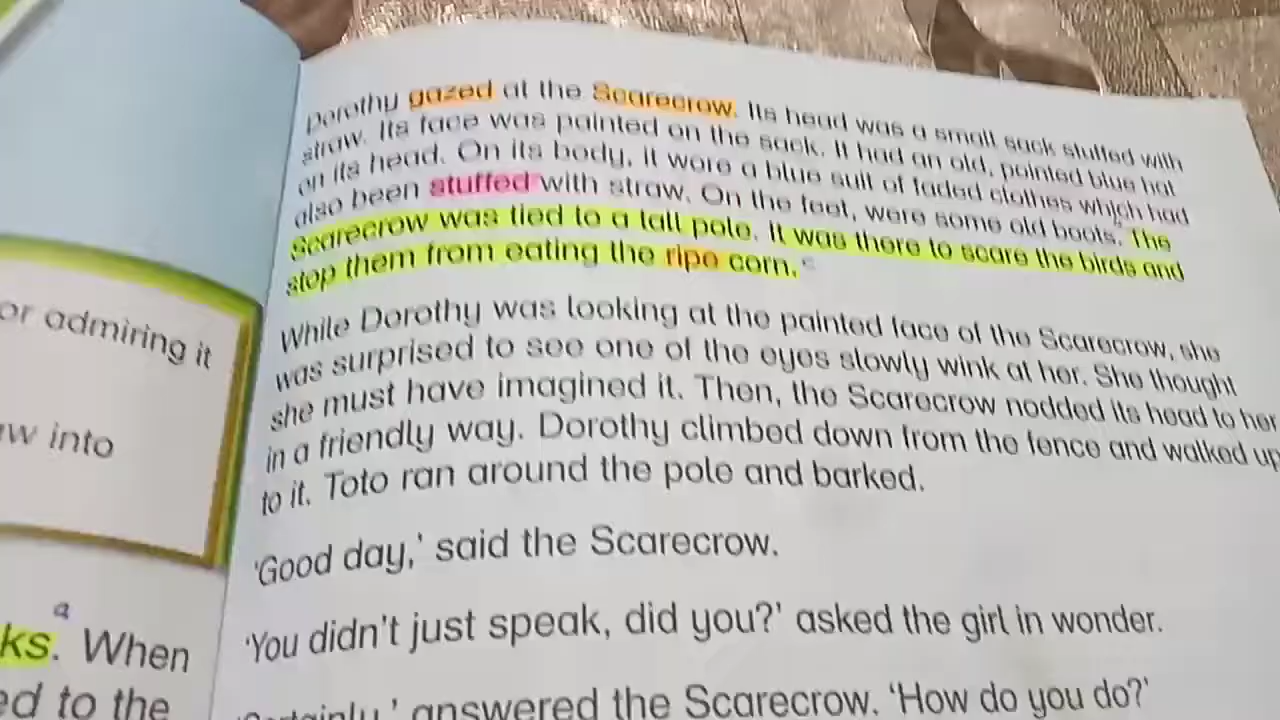 or admiring it
aw into
a
ks. When
ed to the
Dorothy gazed at the Scarecrow. Its head was a small sack stuffed with
straw. Its face was painted on the sack. It had an old, pointed blue hat
on its head. On its body, it wore a blue suit of faded clothes which had
also been stuffed with straw. On the feet, were some old boots. The
Scarecrow was tied to a tall pole. It was there to scare the birds and
stop them from eating the ripe corn. c
While Dorothy was looking at the painted face of the Scarecrow, she
was surprised to see one of the eyes slowly wink at her. She thought
she must have imagined it. Then, the Scarecrow nodded its head to her
in a friendly way. Dorothy climbed down from the fence and walked up
to it. Toto ran around the pole and barked.
'Good day,' said the Scarecrow.
'You didn't just speak, did you?' asked the girl in wonder.
'Certainly,' answered the Scarecrow. 'How do you do?'